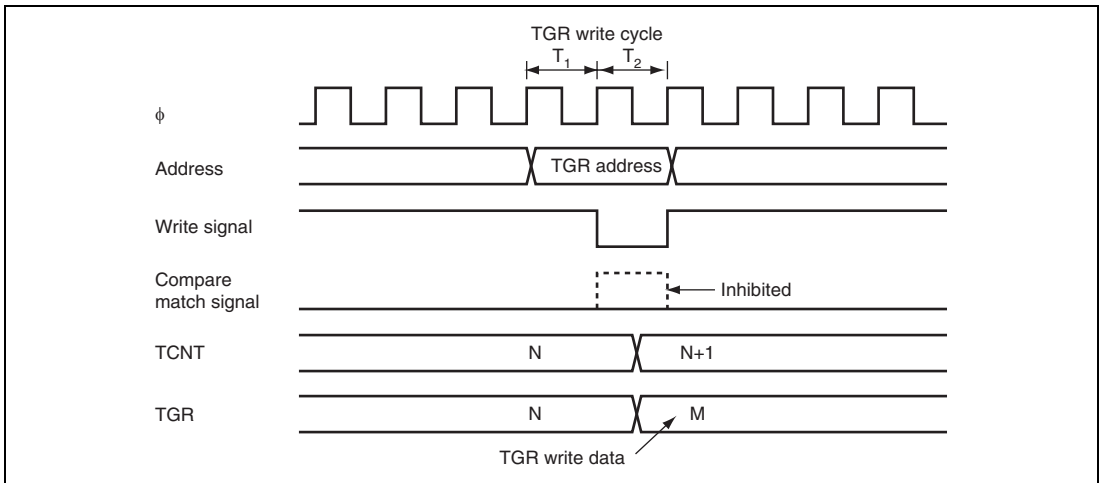 TGR write cycle
T1 T2
φ
Address TGR address
Write signal
Compare
match signal Inhibited
TCNT N N+1
TGR N M
TGR write data